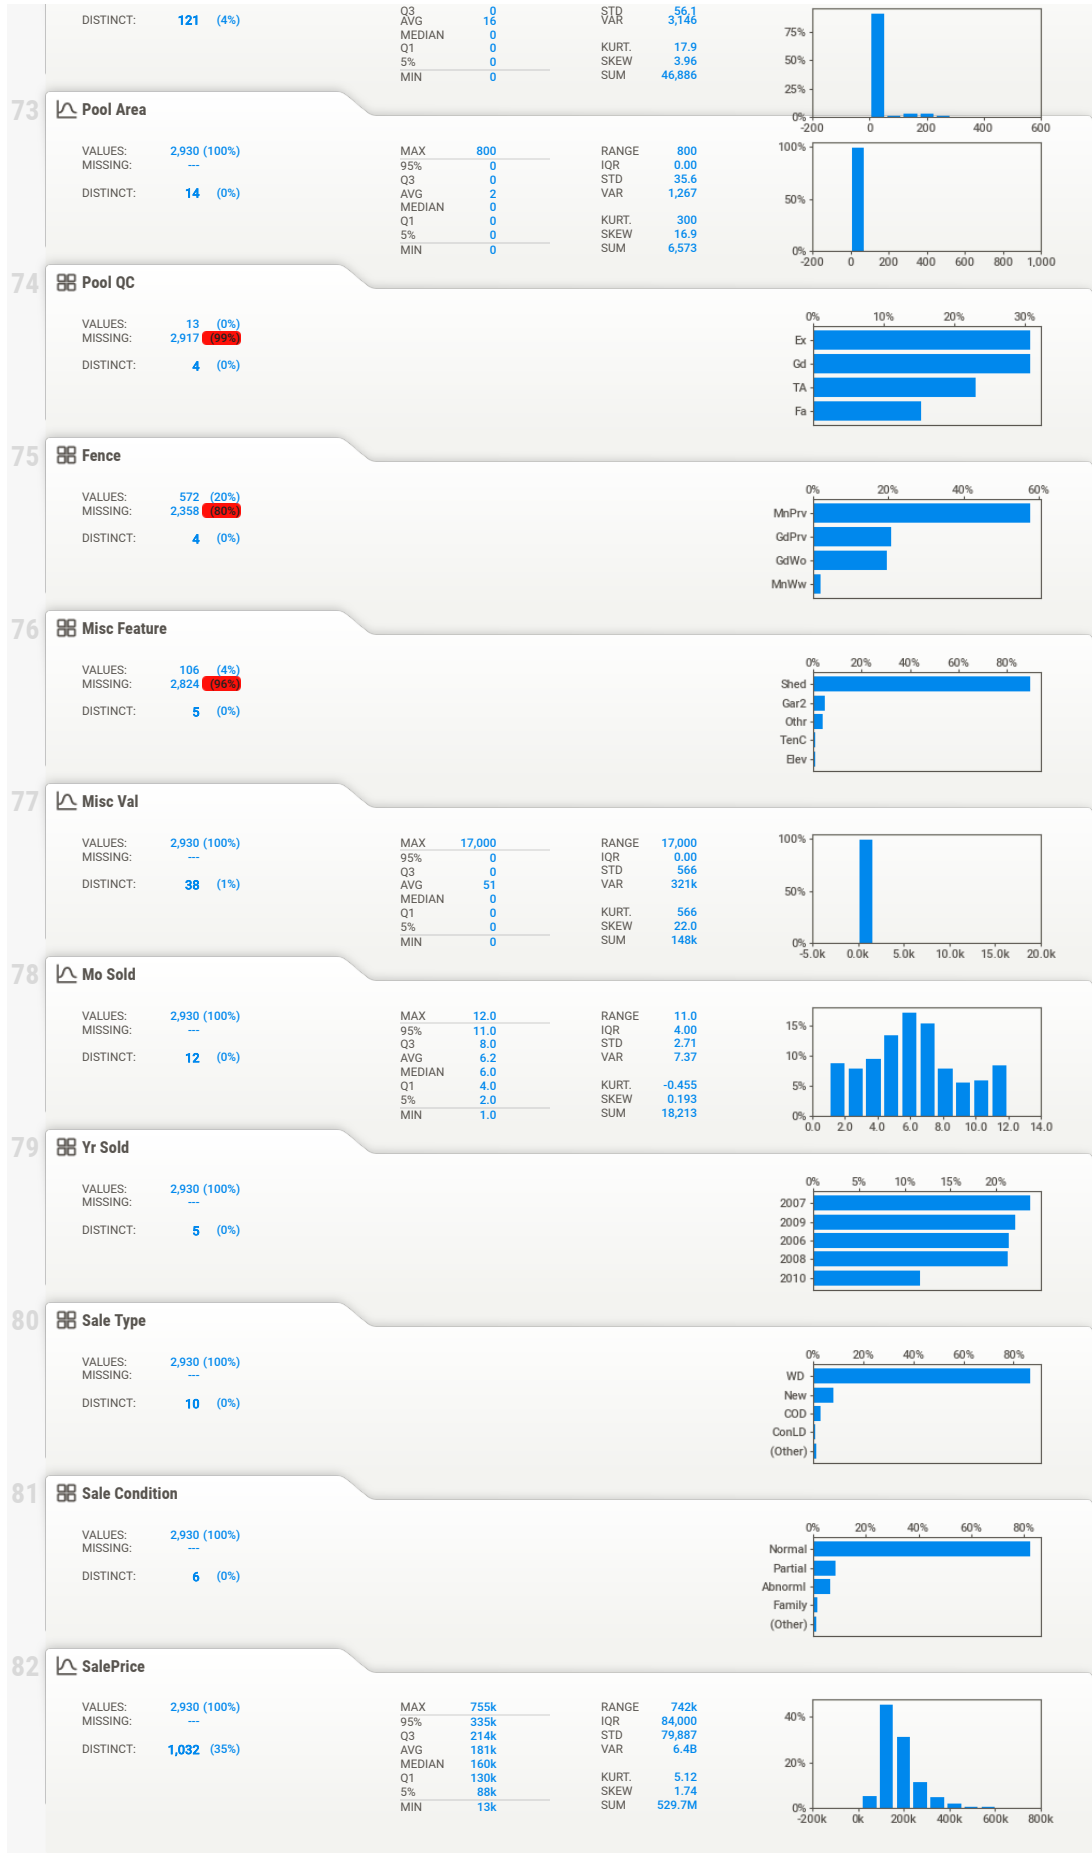 DISTINCT: 121 (4%)
Q3 0
AVG 16
MEDIAN 0
Q1 0
5% 0
MIN 0
STD 56.1
VAR 3,146
KURT. 17.9
SKEW 3.96
SUM 46,886
75%
50%
25%
0%
-200 0 200 400 600
73
Pool Area
VALUES: 2,930 (100%)
MISSING: ---
DISTINCT: 14 (0%)
MAX 800
95% 0
Q3 0
AVG 2
MEDIAN 0
Q1 0
5% 0
MIN 0
RANGE 800
IQR 0.00
STD 35.6
VAR 1,267
KURT. 300
SKEW 16.9
SUM 6,573
100%
50%
0%
-200 0 200 400 600 800 1,000
74
Pool QC
VALUES: 13 (0%)
MISSING: 2,917 (99%)
DISTINCT: 4 (0%)
0% 10% 20% 30%
Ex
Gd
TA
Fa
75
Fence
VALUES: 572 (20%)
MISSING: 2,358 (80%)
DISTINCT: 4 (0%)
0% 20% 40% 60%
MnPrv
GdPrv
GdWo
MnWw
76
Misc Feature
VALUES: 106 (4%)
MISSING: 2,824 (96%)
DISTINCT: 5 (0%)
0% 20% 40% 60% 80%
Shed
Gar2
Othr
TenC
Elev
77
Misc Val
VALUES: 2,930 (100%)
MISSING: ---
DISTINCT: 38 (1%)
MAX 17,000
95% 0
Q3 0
AVG 51
MEDIAN 0
Q1 0
5% 0
MIN 0
RANGE 17,000
IQR 0.00
STD 566
VAR 321k
KURT. 566
SKEW 22.0
SUM 148k
100%
50%
0%
-5.0k 0.0k 5.0k 10.0k 15.0k 20.0k
78
Mo Sold
VALUES: 2,930 (100%)
MISSING: ---
DISTINCT: 12 (0%)
MAX 12.0
95% 11.0
Q3 8.0
AVG 6.2
MEDIAN 6.0
Q1 4.0
5% 2.0
MIN 1.0
RANGE 11.0
IQR 4.00
STD 2.71
VAR 7.37
KURT. -0.455
SKEW 0.193
SUM 18,213
15%
10%
5%
0%
0.0 2.0 4.0 6.0 8.0 10.0 12.0 14.0
79
Yr Sold
VALUES: 2,930 (100%)
MISSING: ---
DISTINCT: 5 (0%)
0% 5% 10% 15% 20%
2007
2009
2006
2008
2010
80
Sale Type
VALUES: 2,930 (100%)
MISSING: ---
DISTINCT: 10 (0%)
0% 20% 40% 60% 80%
WD
New
COD
ConLD
(Other)
81
Sale Condition
VALUES: 2,930 (100%)
MISSING: ---
DISTINCT: 6 (0%)
0% 20% 40% 60% 80%
Normal
Partial
Abnorml
Family
(Other)
82
SalePrice
VALUES: 2,930 (100%)
MISSING: ---
DISTINCT: 1,032 (35%)
MAX 755k
95% 335k
Q3 214k
AVG 181k
MEDIAN 160k
Q1 130k
5% 88k
MIN 13k
RANGE 742k
IQR 84,000
STD 79,887
VAR 6.4B
KURT. 5.12
SKEW 1.74
SUM 529.7M
40%
20%
0%
-200k 0k 200k 400k 600k 800k